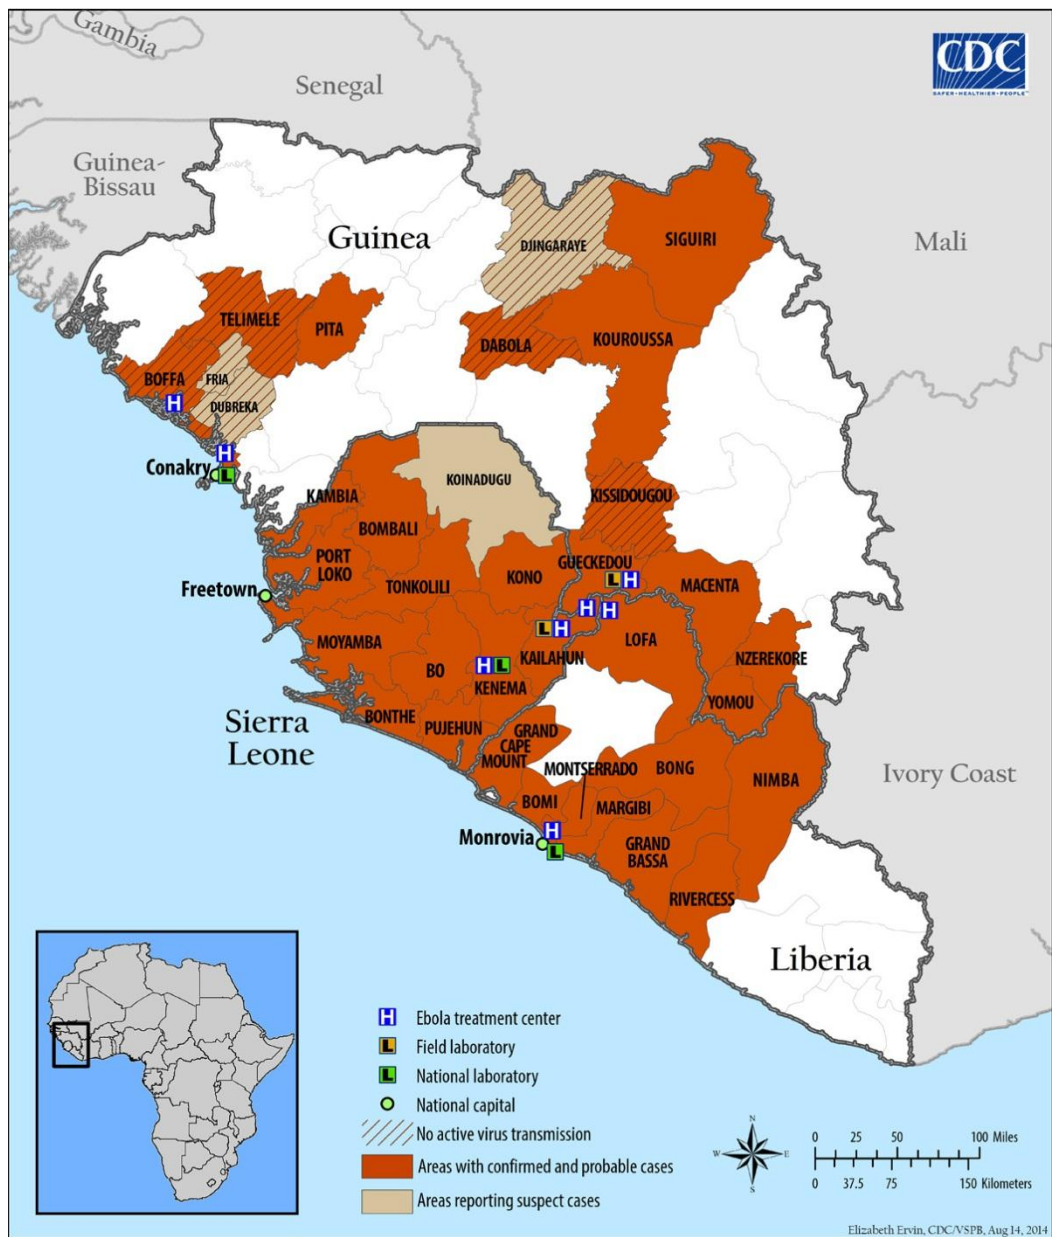 Gambia
Senegal
CDC
SAFER • HEALTHIER • PEOPLE™
Guinea-
Bissau
Guinea
Mali
DJINGARAYE
SIGUIRI
TELIMELE
PITA
KOUROUSSA
DABOLA
BOFFA
FRIA
H
DUBREKA
H
Conakry
L
KOINADUGU
KISSIDOUGOU
KAMBIA
BOMBALI
PORT
LOKO
GUECKEDOU
KONO
L H
MACENTA
TONKOLILI
Freetown
H H
L H
MOYAMBA
LOFA
KAILAHUN
NZEREKORE
BO
H L
KENEMA
YOMOU
BONTHE
PUJEHUN
Sierra
Leone
GRAND
CAPE
MOUNT
MONTSERRADO
BONG
NIMBA
Ivory Coast
BOMI
MARGIBI
Monrovia
H
L
GRAND
BASSA
RIVERCESS
Liberia
H Ebola treatment center
L Field laboratory
L National laboratory
National capital
No active virus transmission
Areas with confirmed and probable cases
Areas reporting suspect cases
N
W E
S
0 25 50 100 Miles
0 37.5 75 150 Kilometers
Elizabeth Ervin, CDC/VSPB, Aug 14, 2014